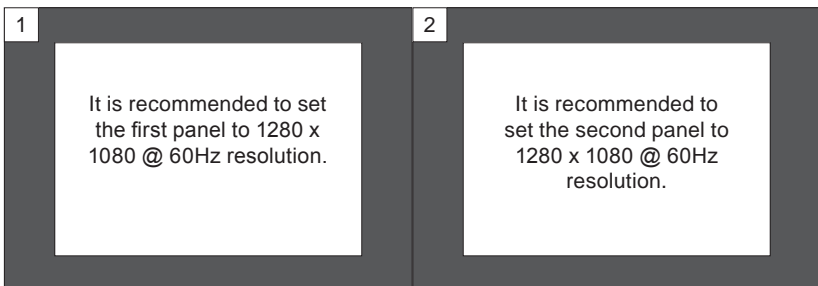 1
It is recommended to set
the first panel to 1280 x
1080 @ 60Hz resolution.
2
It is recommended to
set the second panel to
1280 x 1080 @ 60Hz
resolution.